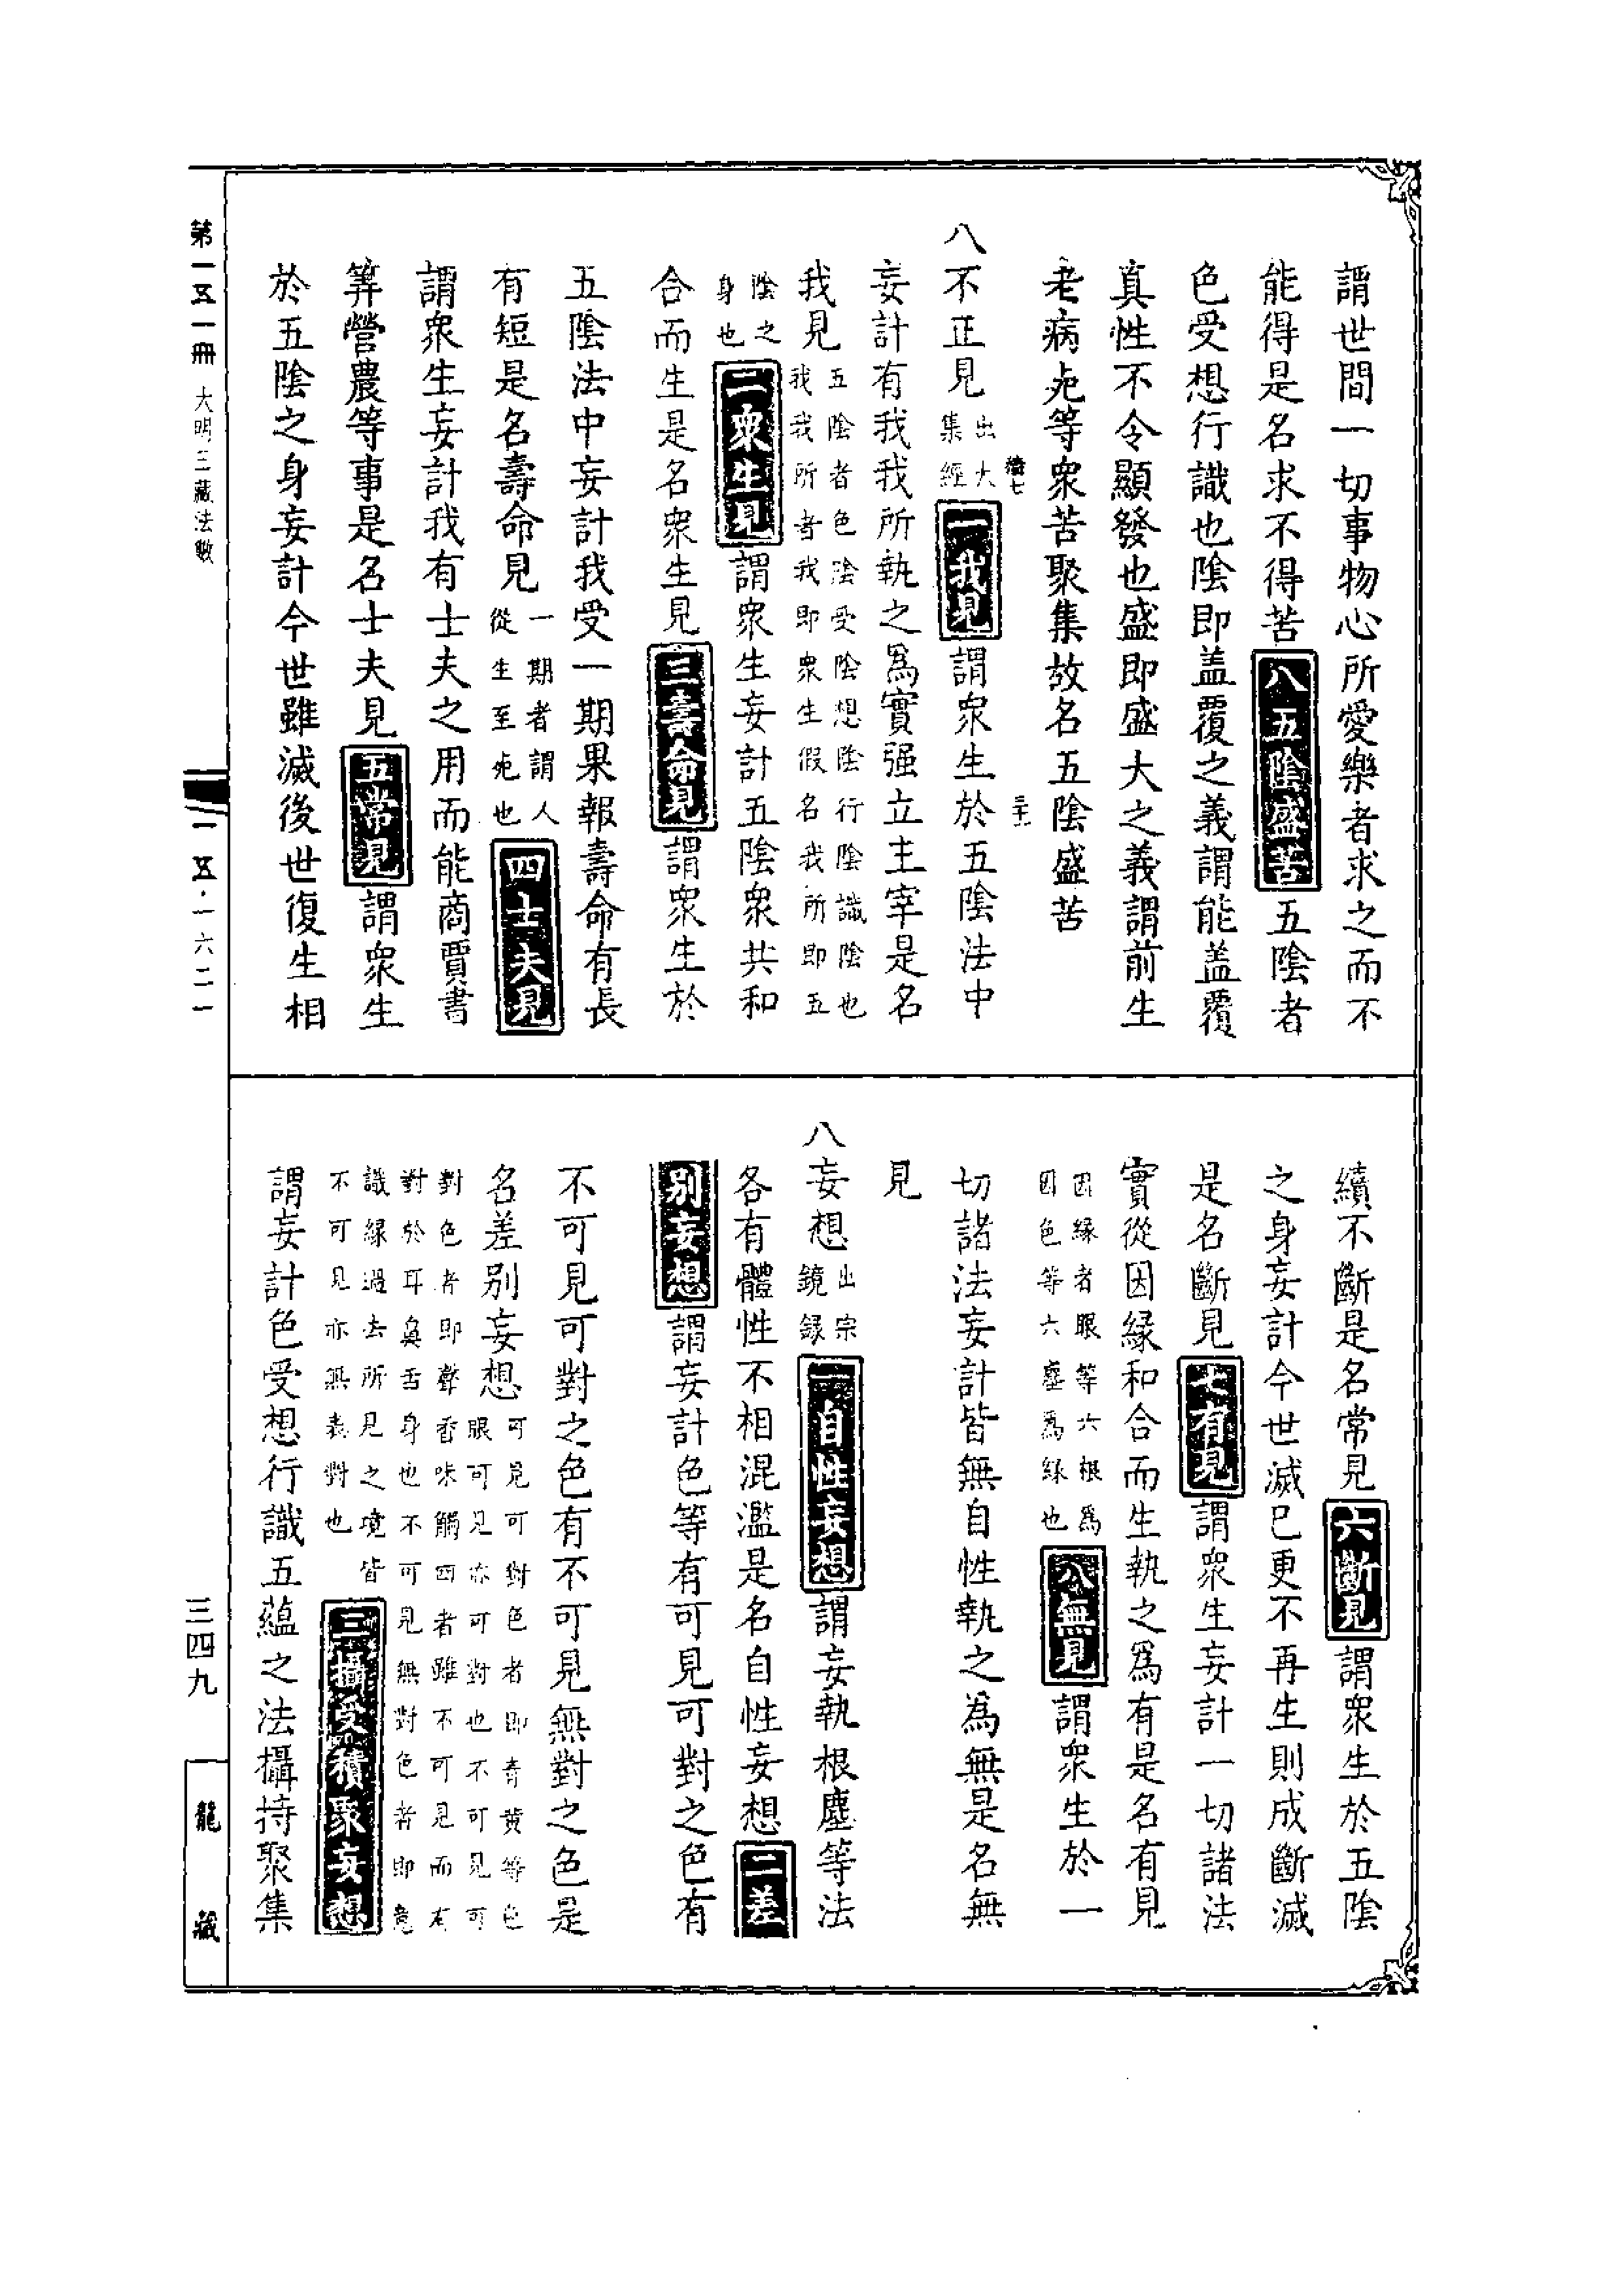 謂世間一切事物心所愛樂者求之而不
能得是名求不得苦八五陰盛苦五陰者
色受想行識也陰即盖覆之義謂能盖覆
真性不令顯發也盛即盛大之義謂前生
老病死等衆苦聚集故名五陰盛苦
八不正見出大集經一我見謂衆生於五陰法中
妄計有我我所執之爲實强立主宰是名
我見五陰者色陰受陰想陰行陰識陰也我我所者我即衆生假名我所即五
陰之身也二衆生見謂衆生妄計五陰衆共和
合而生是名衆生見三壽命見謂衆生於
五陰法中妄計我受一期果報壽命有長
有短是名壽命見一期者謂人從生至死也四士夫見
謂衆生妄計我有士夫之用而能商賈書
筭營農等事是名士夫見五常見謂衆生
於五陰之身妄計今世雖滅後世復生相
續不斷是名常見六斷見謂衆生於五陰
之身妄計今世滅已更不再生則成斷滅
是名斷見七有見謂衆生妄計一切諸法
實從因緣和合而生執之爲有是名有見
因緣者眼等六根爲因色等六塵爲緣也八無見謂衆生於一
切諸法妄計皆無自性執之爲無是名無
見
八妄想出宗鏡録一自性妄想謂妄執根塵等法
各有體性不相混濫是名自性妄想二差
别妄想謂妄計色等有可見可對之色有
不可見可對之色有不可見無對之色是
名差别妄想可見可對色者即青黄等色眼可見亦可對也不可見可
對色者即聲香味觸四者雖不可見而有對於耳鼻舌身也不可見無對色者即意
識緣過去所見之境皆不可見亦無表對也三攝受積聚妄想
謂妄計色受想行識五蘊之法攝持聚集
第一五一冊 大明三藏法數
一五·一六二一
三四九
龍藏